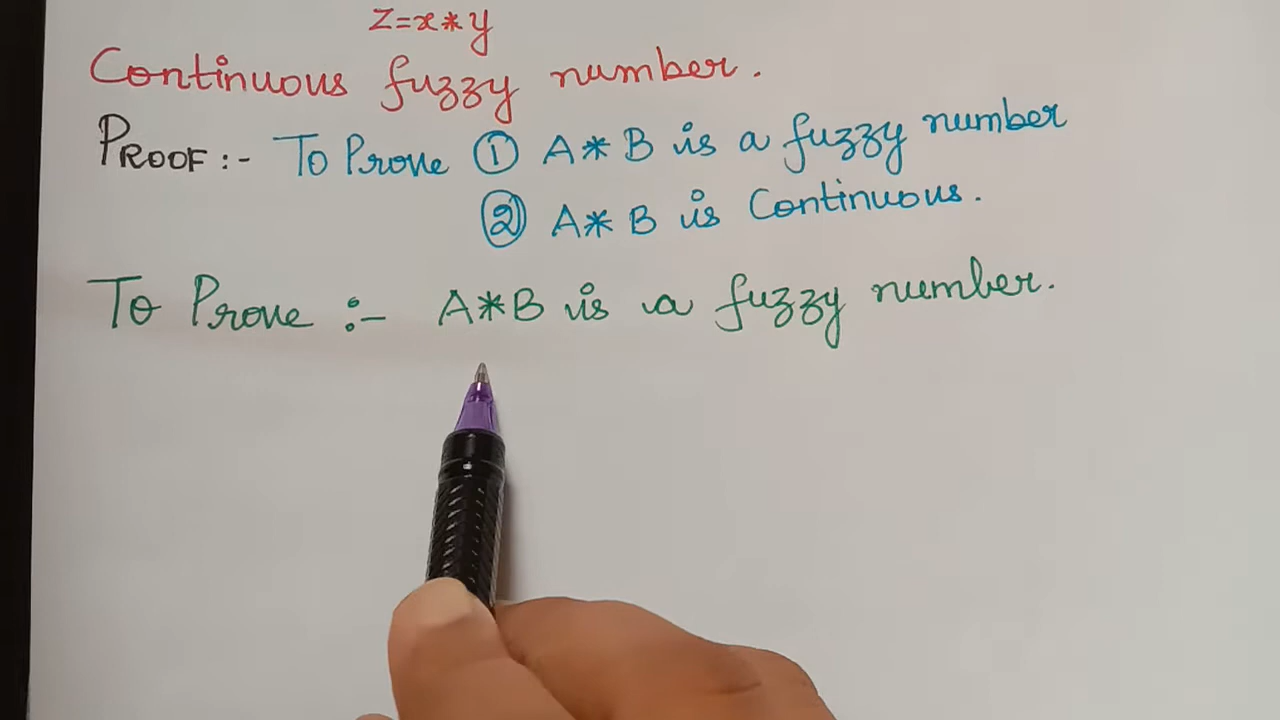 Z=x*y
Continuous fuzzy number.
PROOF:- To Prove ① A*B is a fuzzy number
② A*B is Continuous.
To Prove :- A*B is a fuzzy number.